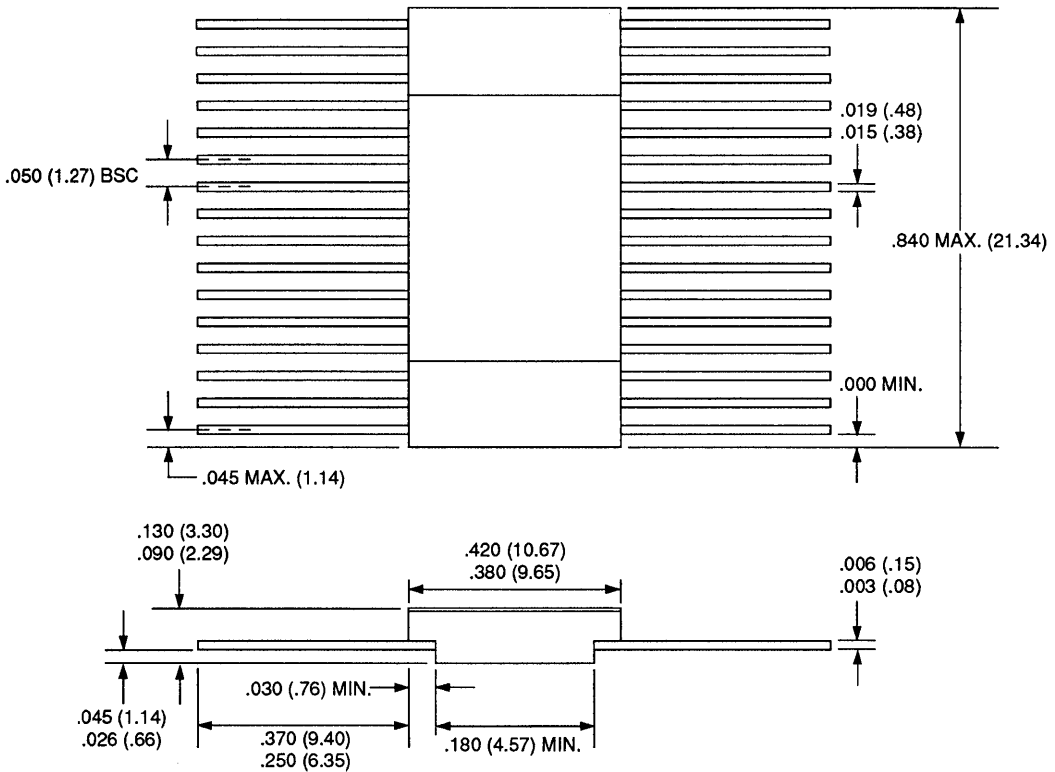 .019 (.48)
.015 (.38)
.050 (1.27) BSC
.840 MAX. (21.34)
.000 MIN.
.045 MAX. (1.14)
.130 (3.30)
.090 (2.29)
.420 (10.67)
.380 (9.65)
.006 (.15)
.003 (.08)
.030 (.76) MIN.
.045 (1.14)
.026 (.66)
.370 (9.40)
.250 (6.35)
.180 (4.57) MIN.